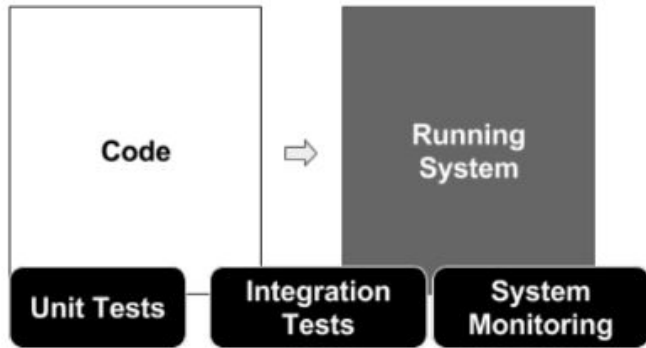 Code
Running
System
Unit Tests
Integration
Tests
System
Monitoring